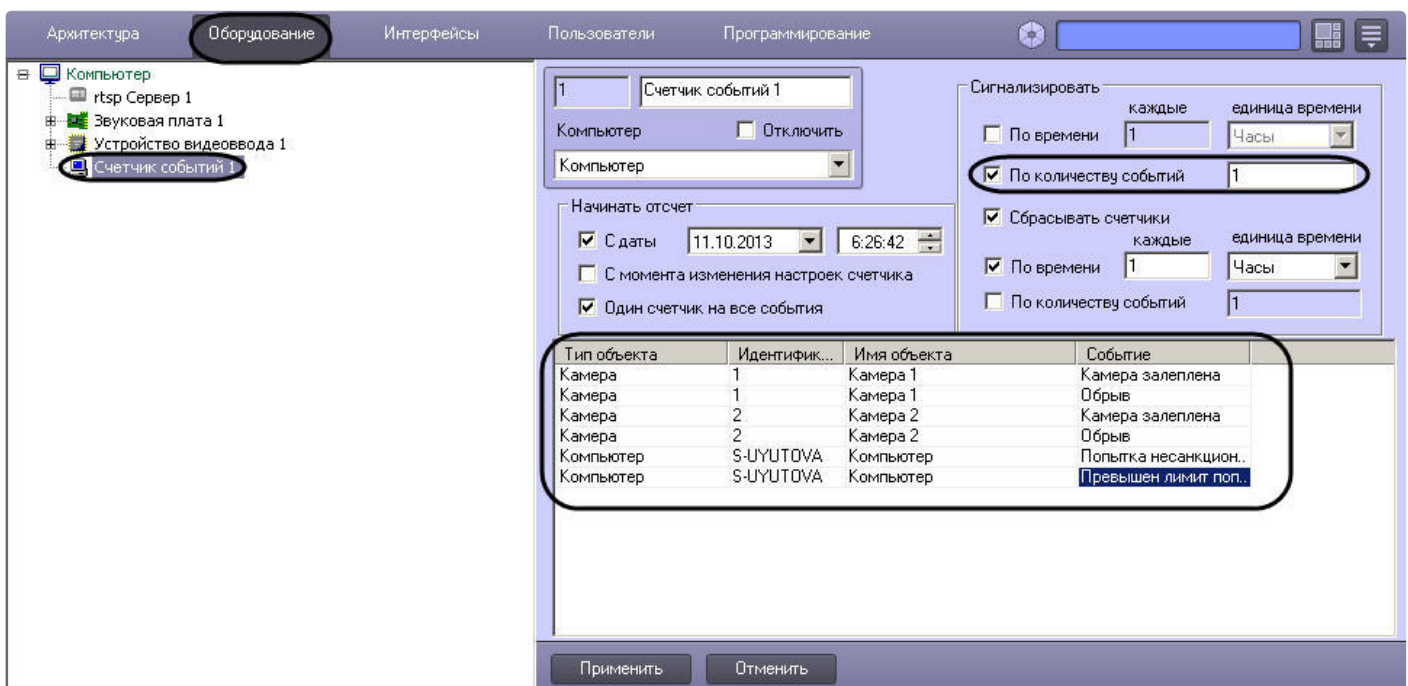 Архитектура Оборудование Интерфейсы Пользователи Программирование
Компьютер
rtsp Сервер 1
Звуковая плата 1
Устройство видеоввода 1
Счетчик событий 1
1 Счетчик событий 1
Компьютер Отключить
Компьютер
Начинать отсчет
С даты 11.10.2013 6:26:42
С момента изменения настроек счетчика
Один счетчик на все события
Сигнализировать
каждые единица времени
По времени 1 Часы
По количеству событий 1
Сбрасывать счетчики
каждые единица времени
По времени 1 Часы
По количеству событий 1
Тип объекта Идентифик... Имя объекта Событие
Камера 1 Камера 1 Камера залеплена
Камера 1 Камера 1 Обрыв
Камера 2 Камера 2 Камера залеплена
Камера 2 Камера 2 Обрыв
Компьютер S-UYUTOVA Компьютер Попытка несанкцион..
Компьютер S-UYUTOVA Компьютер Превышен лимит поп..
Применить Отменить